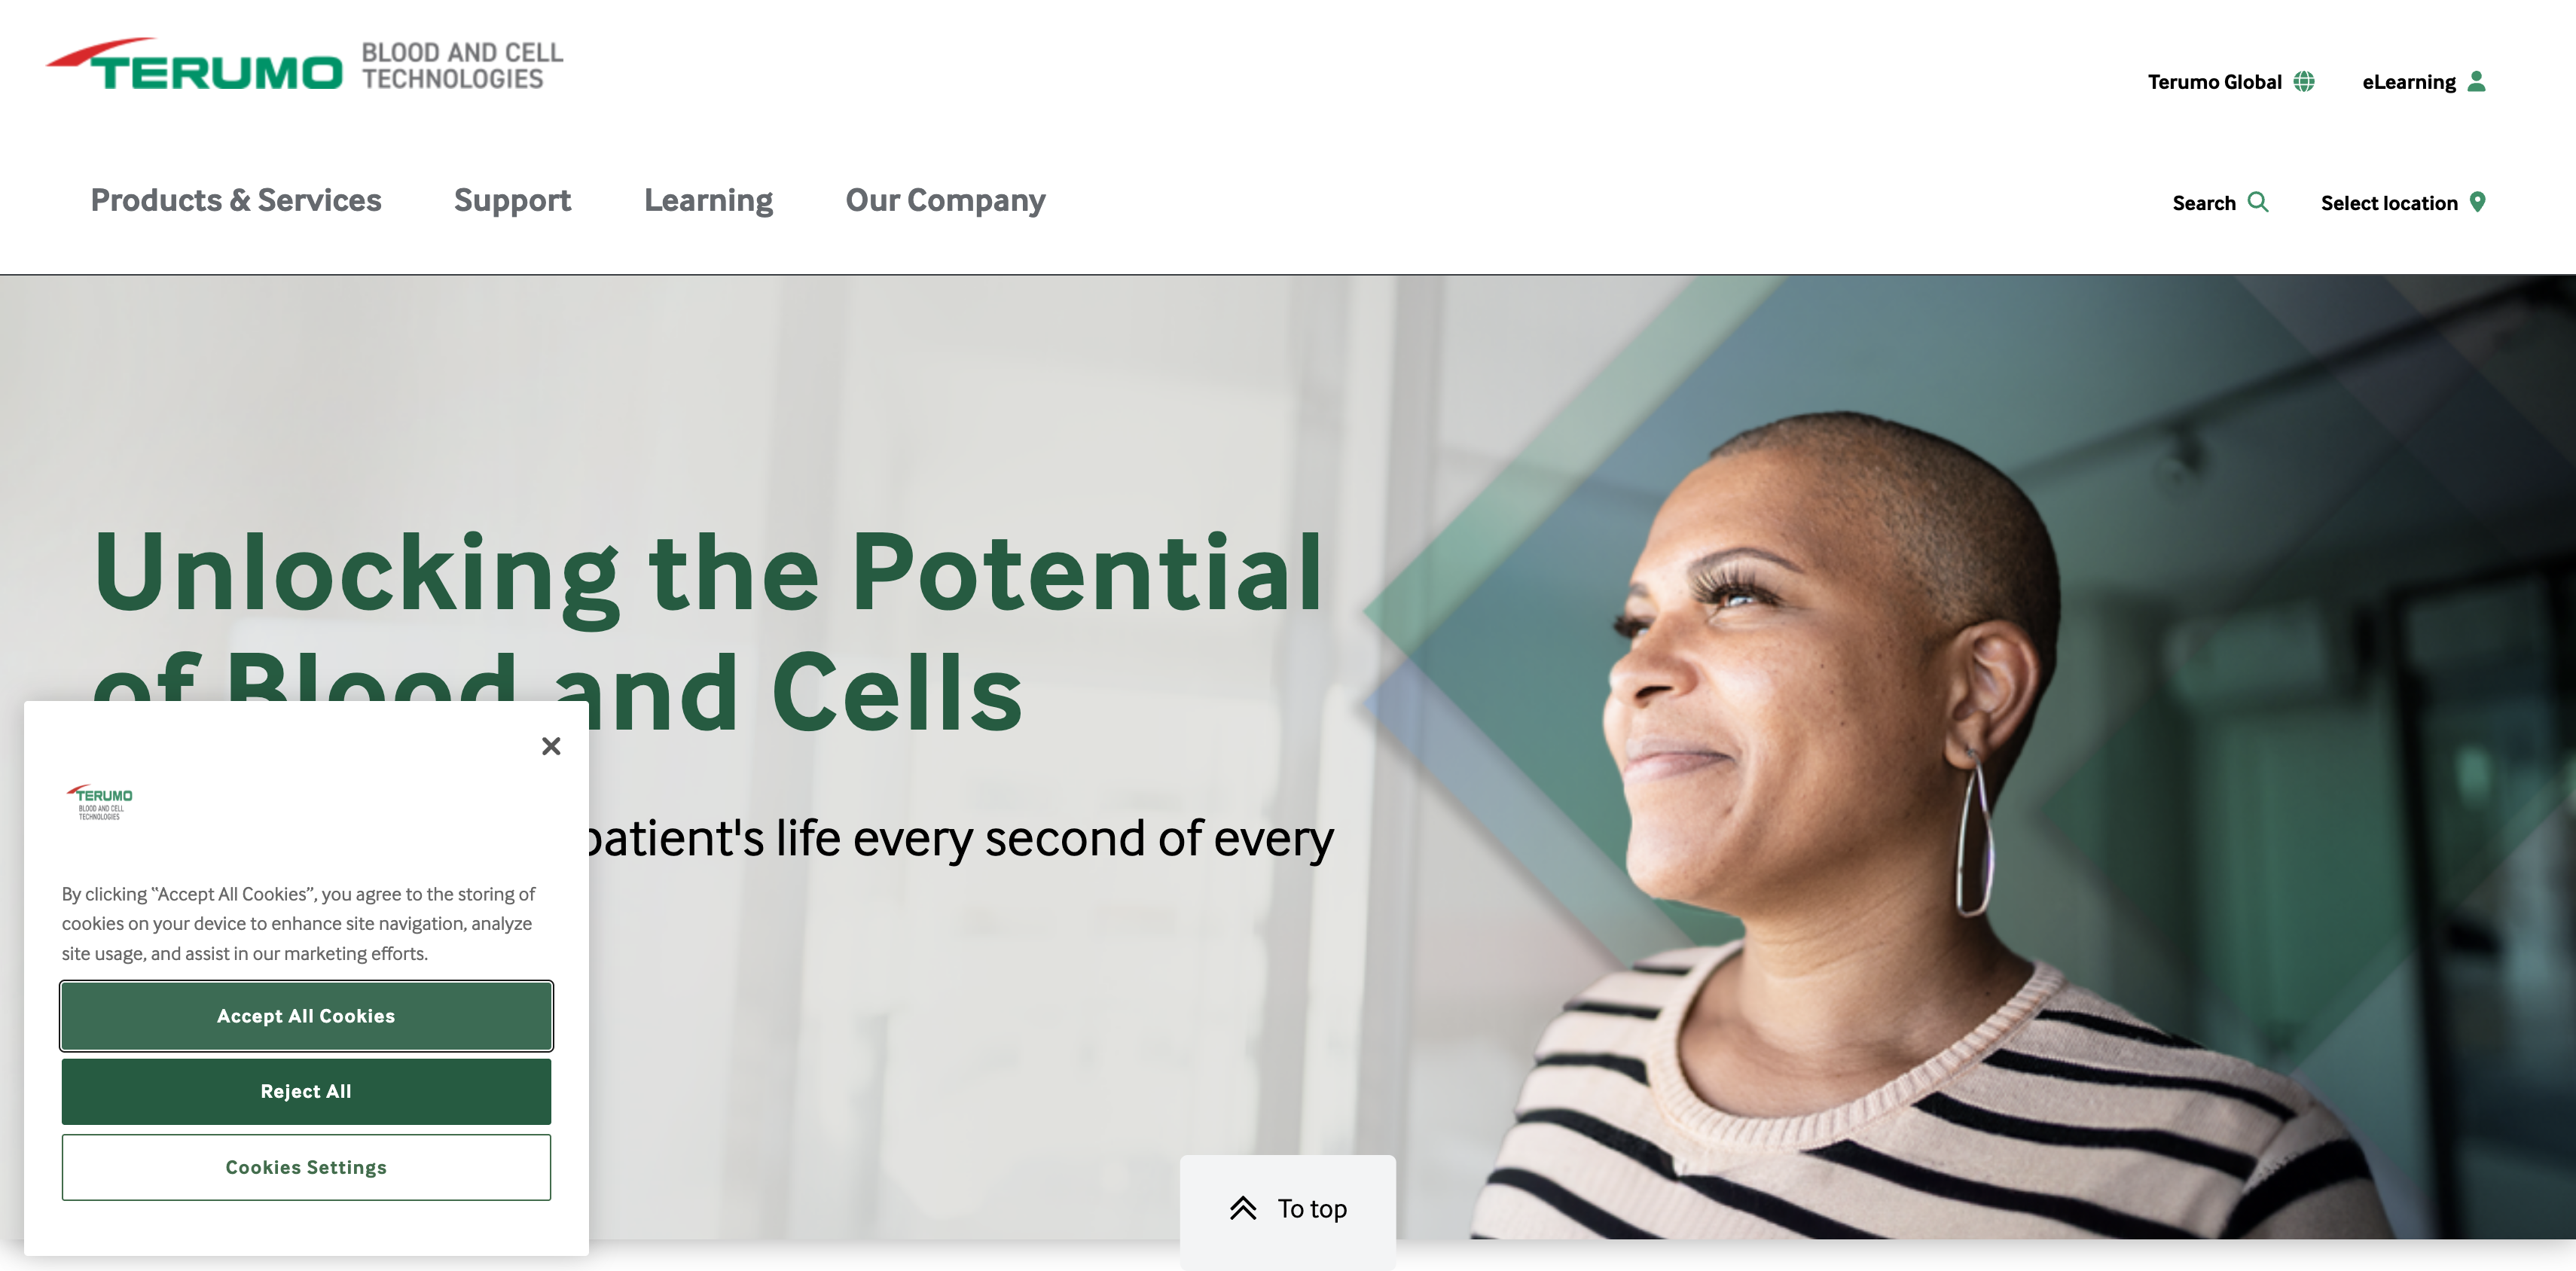 TERUMO BLOOD AND CELL
TECHNOLOGIES
Terumo Global
eLearning
Products & Services
Support
Learning
Our Company
Search
Select location
Unlocking the Potential
of Blood and Cells
patient's life every second of every
TERUMO
BLOOD AND CELL
TECHNOLOGIES
By clicking “Accept All Cookies”, you agree to the storing of
cookies on your device to enhance site navigation, analyze
site usage, and assist in our marketing efforts.
Accept All Cookies
Reject All
Cookies Settings
To top